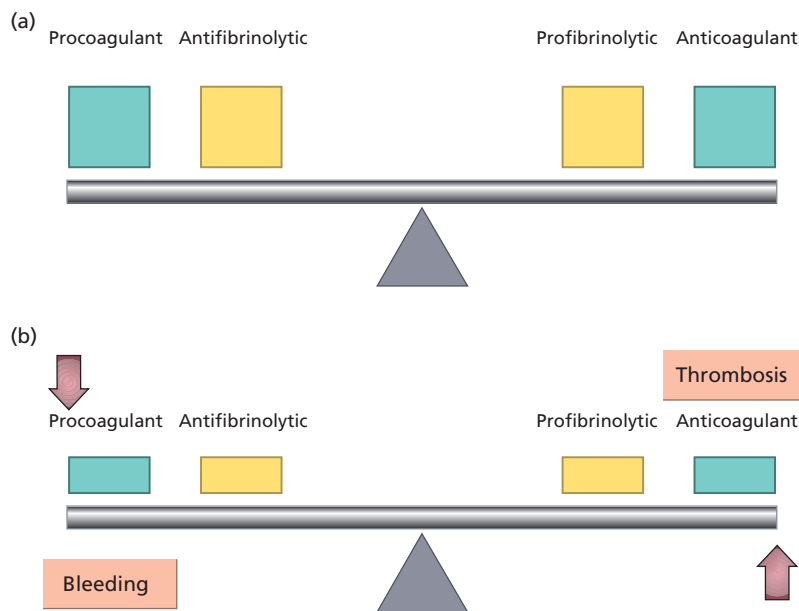 (a)
Procoagulant Antifibrinolytic Profibrinolytic Anticoagulant
(b)
Thrombosis
Procoagulant Antifibrinolytic Profibrinolytic Anticoagulant
Bleeding